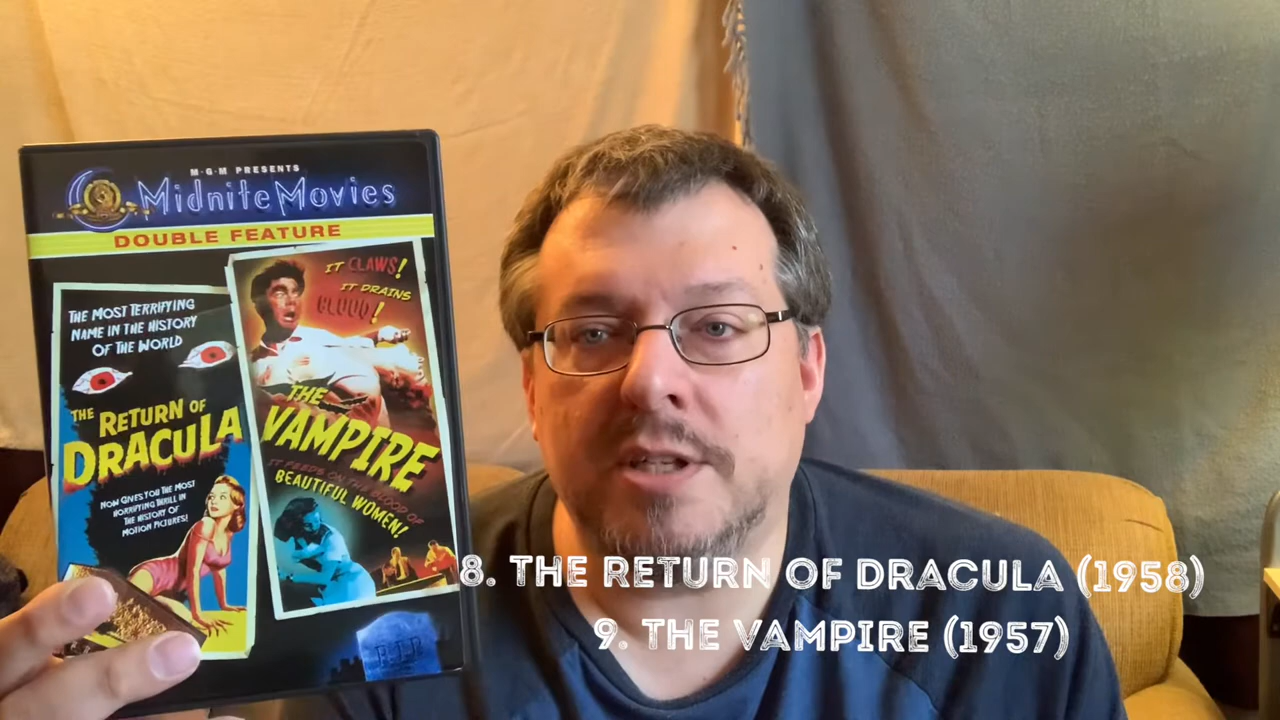 M·G·M PRESENTS
Midnite Movies
DOUBLE FEATURE
THE MOST TERRIFYING
NAME IN THE HISTORY
OF THE WORLD
THE RETURN OF
DRACULA
NOW GIVES YOU THE MOST
HORRIFYING THRILL IN
THE HISTORY OF
MOTION PICTURES!
IT CLAWS!
IT DRAINS
BLOOD!
THE
VAMPIRE
IT FEEDS ON THE BLOOD OF
BEAUTIFUL WOMEN!
R.I.P.
8. THE RETURN OF DRACULA (1958)
9. THE VAMPIRE (1957)